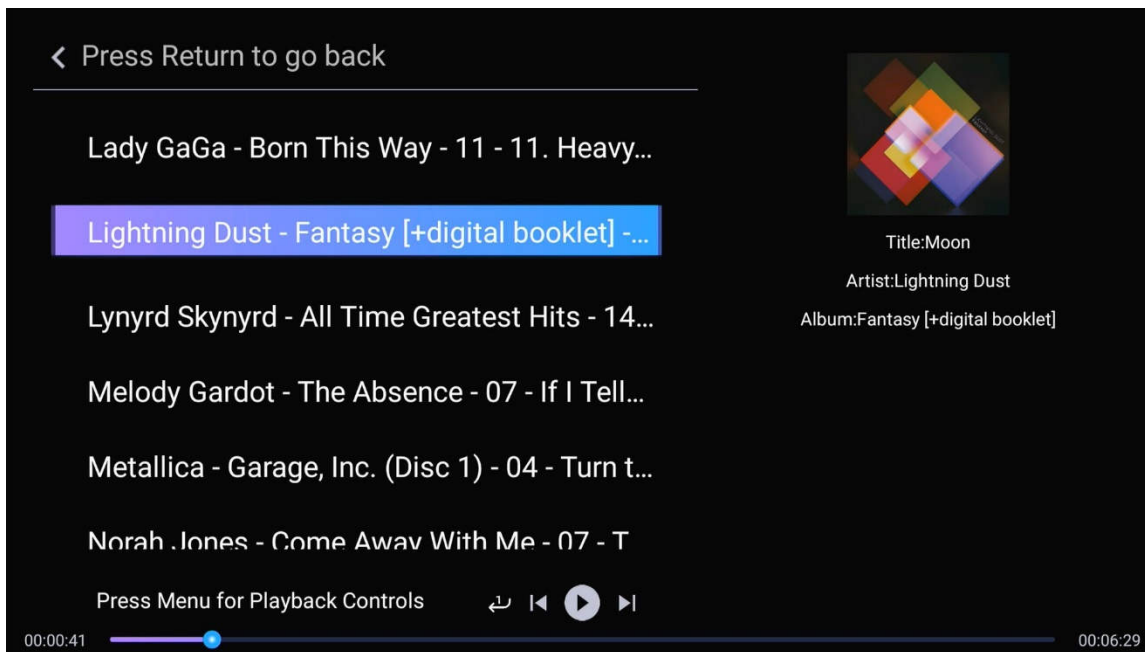 Press Return to go back
Lady GaGa - Born This Way - 11 - 11. Heavy...
Lightning Dust - Fantasy [+digital booklet] -...
Lynyrd Skynyrd - All Time Greatest Hits - 14...
Melody Gardot - The Absence - 07 - If I Tell...
Metallica - Garage, Inc. (Disc 1) - 04 - Turn t...
Norah Jones - Come Away With Me - 07 - T
Press Menu for Playback Controls
00:00:41
00:06:29
Title:Moon
Artist:Lightning Dust
Album:Fantasy [+digital booklet]